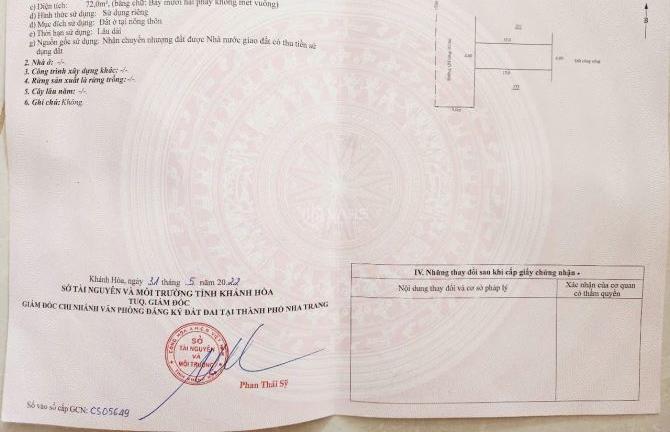 c) Diện tích: 72,0m², (bằng chữ: Bảy mươi hai phẩy không mét vuông)
d) Hình thức sử dụng: Sử dụng riêng
đ) Mục đích sử dụng: Đất ở tại nông thôn
e) Thời hạn sử dụng: Lâu dài
g) Nguồn gốc sử dụng: Nhận chuyển nhượng đất được Nhà nước giao đất có thu tiền sử
dụng đất
2. Nhà ở: -/-
3. Công trình xây dựng khác: -/-
4. Rừng sản xuất là rừng trồng: -/-
5. Cây lâu năm: -/-
6. Ghi chú: Không.
B
Khánh Hòa, ngày 31 tháng 5 năm 2022
SỞ TÀI NGUYÊN VÀ MÔI TRƯỜNG TỈNH KHÁNH HÒA
TUQ. GIÁM ĐỐC
GIÁM ĐỐC CHI NHÁNH VĂN PHÒNG ĐĂNG KÝ ĐẤT ĐAI TẠI THÀNH PHỐ NHA TRANG
SỞ
TÀI NGUYÊN
VÀ
MÔI TRƯỜNG
Phan Thái Sỹ
Số vào sổ cấp GCN: CS05649
IV. Những thay đổi sau khi cấp giấy chứng nhận
Nội dung thay đổi và cơ sở pháp lý
Xác nhận của cơ quan
có thẩm quyền